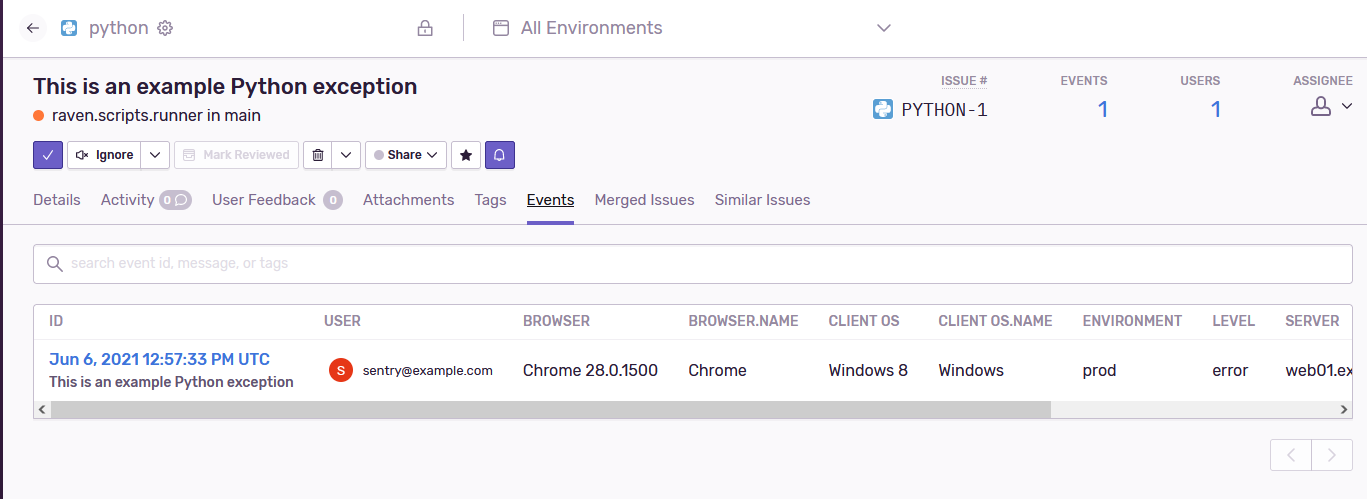 python All Environments
This is an example Python exception
raven.scripts.runner in main
ISSUE # EVENTS USERS ASSIGNEE
PYTHON-1 1 1
Ignore Mark Reviewed Share
Details Activity 0 User Feedback 0 Attachments Tags Events Merged Issues Similar Issues
search event id, message, or tags
ID USER BROWSER BROWSER.NAME CLIENT OS CLIENT OS.NAME ENVIRONMENT LEVEL SERVER
Jun 6, 2021 12:57:33 PM UTC
This is an example Python exception
S sentry@example.com Chrome 28.0.1500 Chrome Windows 8 Windows prod error web01.ex